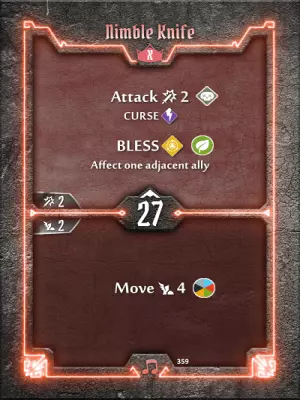 Nimble Knife
X
Attack 2
CURSE
BLESS
Affect one adjacent ally
2
27
2
Move 4
359